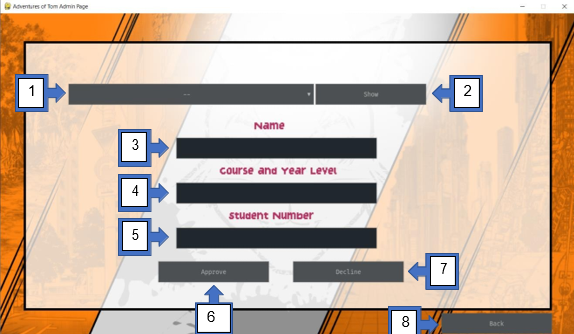 Adventures of Tom Admin Page
1 -- Show 2
Name
3
Course and Year Level
4
Student Number
5
Approve Decline 7
6
8 Back